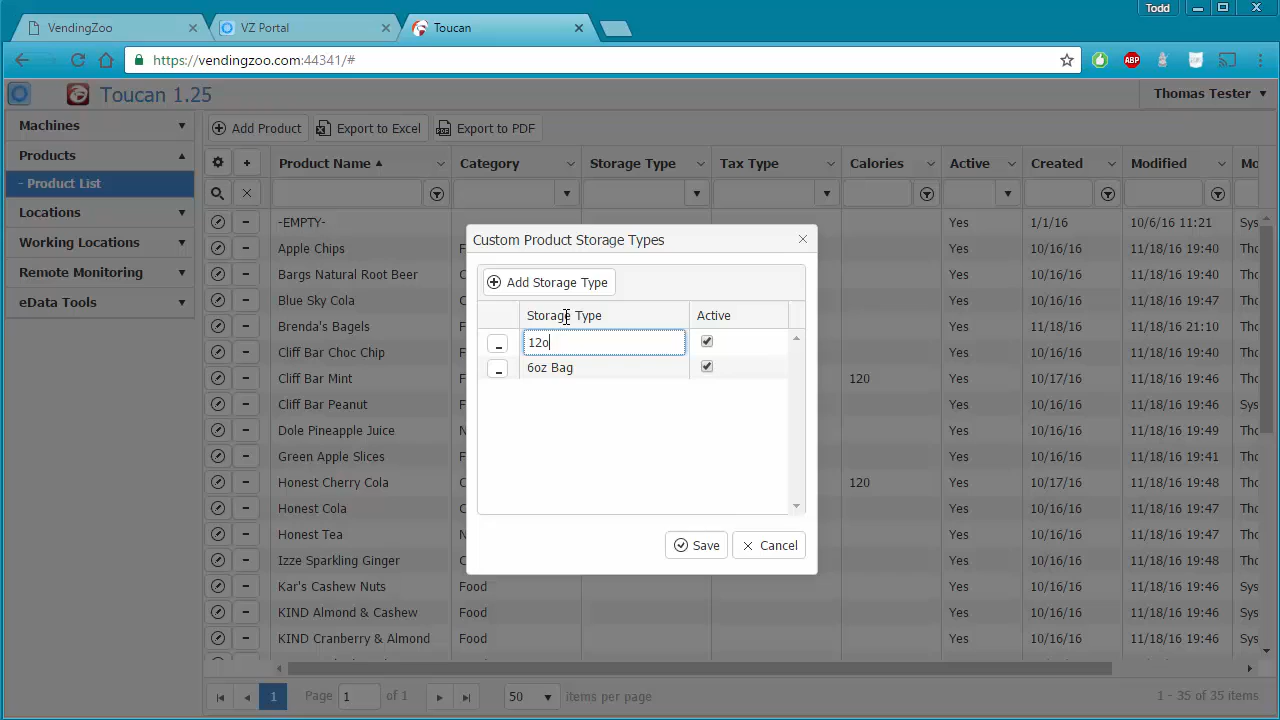 Todd
VendingZoo
VZ Portal
Toucan
https://vendingzoo.com:44341/#
ABP
Toucan 1.25
Thomas Tester
Machines
Products
- Product List
Locations
Working Locations
Remote Monitoring
eData Tools
Add Product
Export to Excel
Export to PDF
Product Name Category Storage Type Tax Type Calories Active Created Modified Mo
-EMPTY- Yes 1/1/16 10/6/16 11:21 Sys
Apple Chips F Yes 10/16/16 11/18/16 19:40 Tho
Bargs Natural Root Beer C Yes 10/16/16 11/18/16 19:40 Tho
Blue Sky Cola C Yes 10/16/16 11/18/16 19:47 Tho
Brenda's Bagels F Yes 11/18/16 11/18/16 21:10 Tho
Cliff Bar Choc Chip F Yes 10/16/16 11/18/16 19:46 Tho
Cliff Bar Mint F 120 Yes 10/17/16 11/18/16 19:46 Tho
Cliff Bar Peanut F Yes 10/16/16 11/18/16 19:46 Sys
Dole Pineapple Juice N Yes 10/16/16 11/18/16 19:49 Tho
Green Apple Slices F Yes 10/16/16 11/18/16 19:41 Tho
Honest Cherry Cola C 120 Yes 10/17/16 11/18/16 19:48 Tho
Honest Cola C Yes 10/16/16 11/18/16 19:48 Tho
Honest Tea N Yes 10/16/16 11/18/16 19:48 Tho
Izze Sparkling Ginger C Yes 10/16/16 11/18/16 19:48 Tho
Kar's Cashew Nuts Food Yes 10/16/16 11/18/16 19:46 Sys
KIND Almond & Cashew Food Yes 10/16/16 11/18/16 19:46 Sys
KIND Cranberry & Almond Food Yes 10/16/16 11/18/16 19:46 Sys
Custom Product Storage Types
Add Storage Type
Storage Type Active
12o
6oz Bag
Save Cancel
1 Page 1 of 1 50 items per page 1 - 35 of 35 items